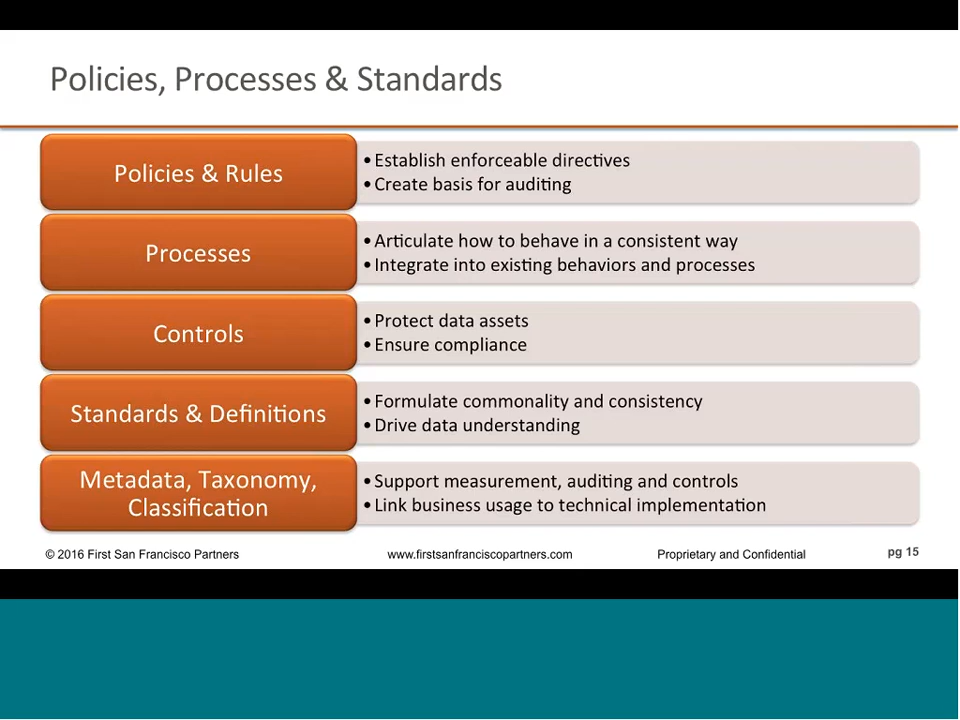 Policies, Processes & Standards
Policies & Rules
•Establish enforceable directives
•Create basis for auditing
Processes
•Articulate how to behave in a consistent way
•Integrate into existing behaviors and processes
Controls
•Protect data assets
•Ensure compliance
Standards & Definitions
•Formulate commonality and consistency
•Drive data understanding
Metadata, Taxonomy,
Classification
•Support measurement, auditing and controls
•Link business usage to technical implementation
© 2016 First San Francisco Partners www.firstsanfranciscopartners.com Proprietary and Confidential pg 15